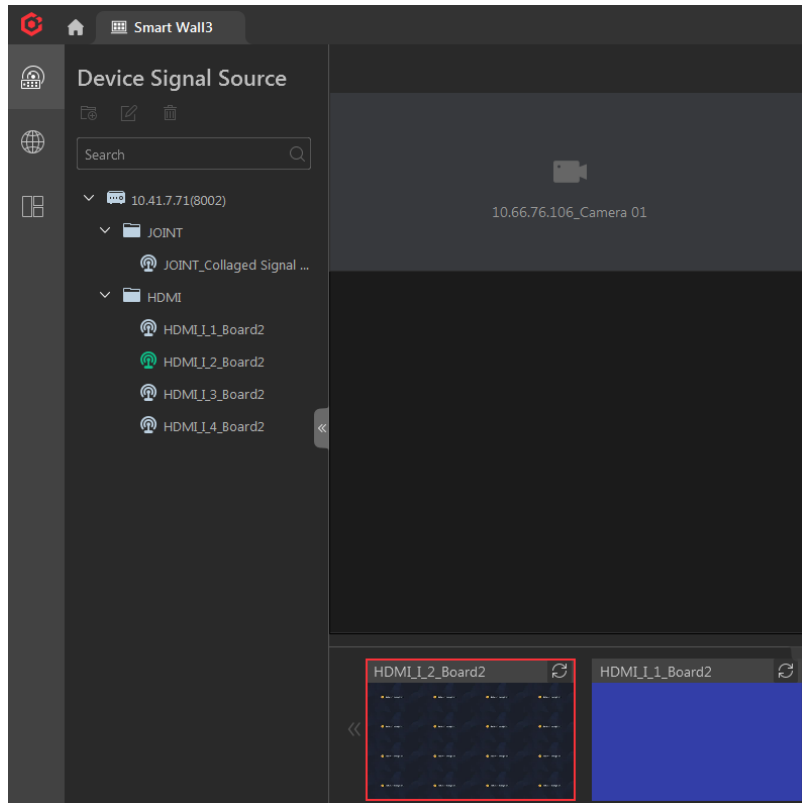 Smart Wall3
Device Signal Source
Search
10.41.7.71(8002)
JOINT
JOINT_Collaged Signal ...
HDMI
HDMI_I_1_Board2
HDMI_I_2_Board2
HDMI_I_3_Board2
HDMI_I_4_Board2
10.66.76.106_Camera 01
HDMI_I_2_Board2
HDMI_I_1_Board2